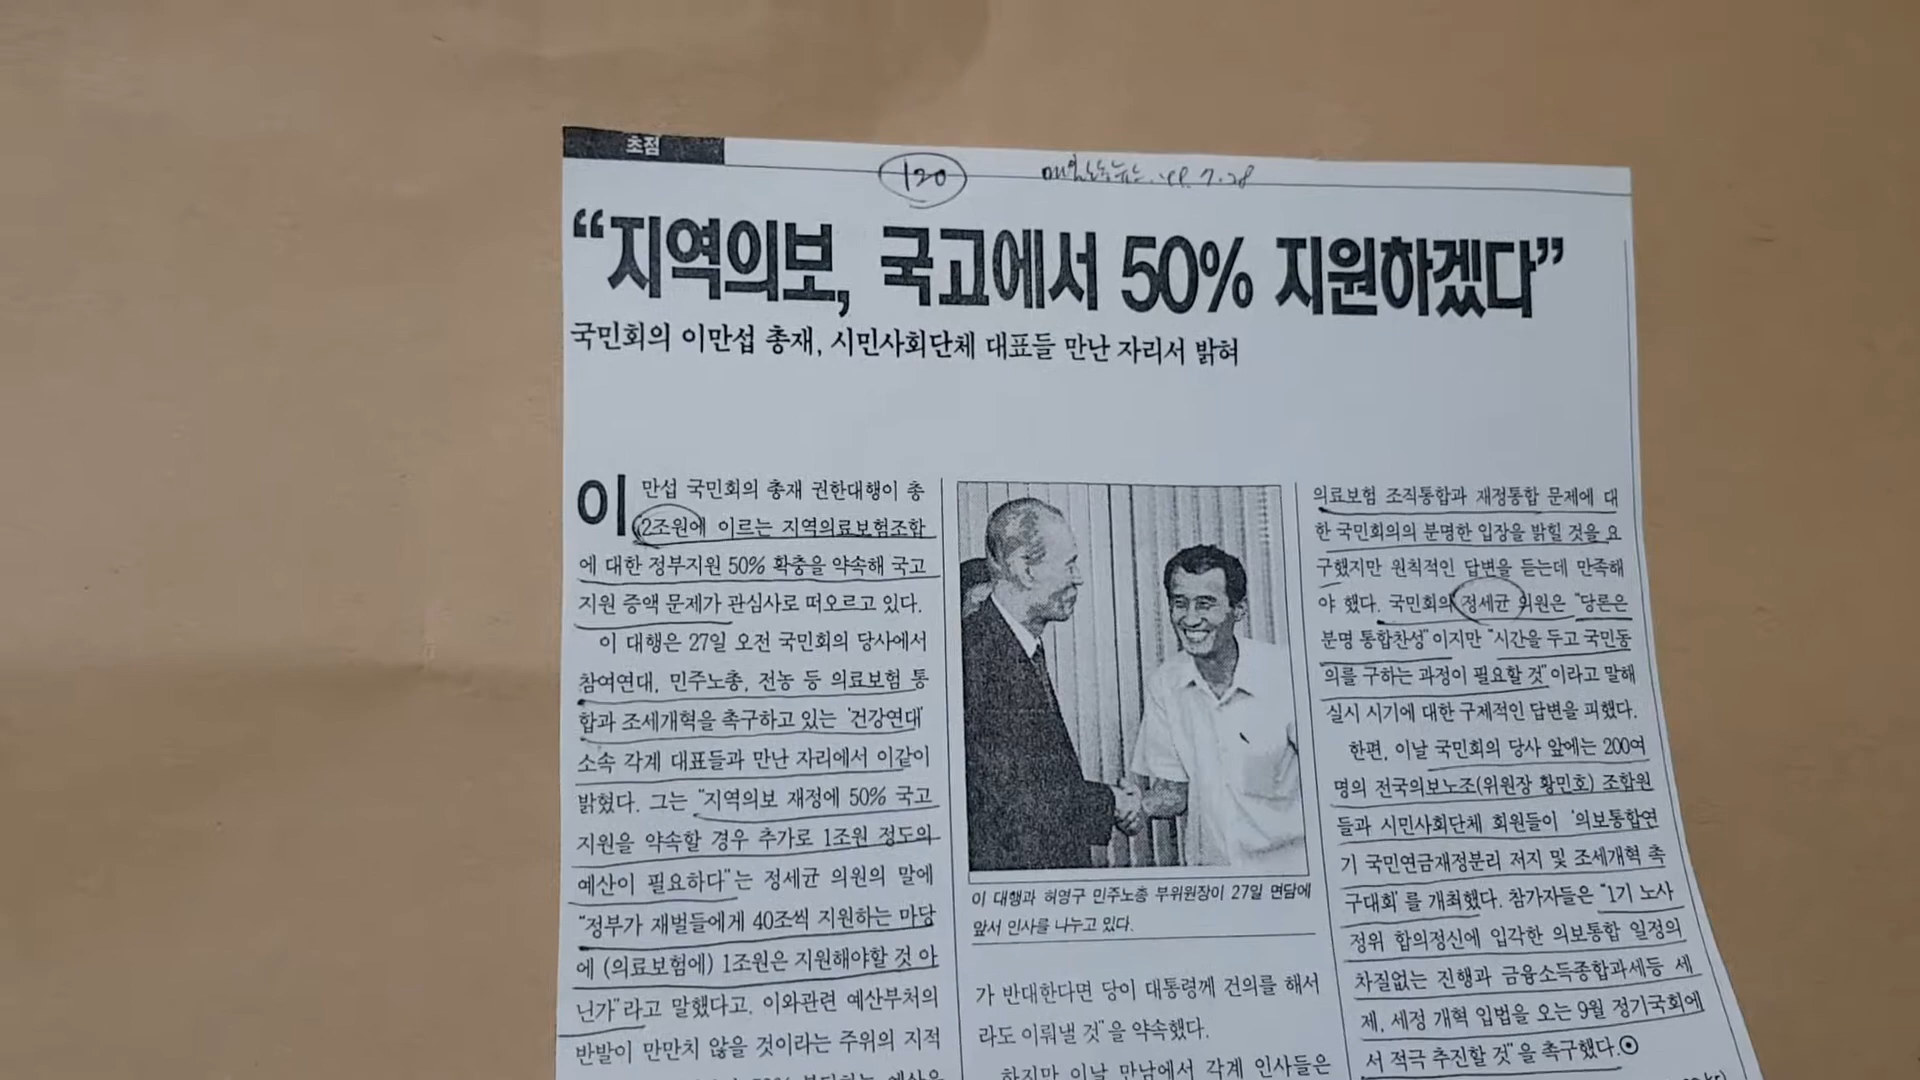 초점
120
매일노동뉴스 '99. 7. 28
“지역의보, 국고에서 50% 지원하겠다”
국민회의 이만섭 총재, 시민사회단체 대표들 만난 자리서 밝혀
이만섭 국민회의 총재 권한대행이 총
2조원에 이르는 지역의료보험조합
에 대한 정부지원 50% 확충을 약속해 국고
지원 증액 문제가 관심사로 떠오르고 있다.
이 대행은 27일 오전 국민회의 당사에서
참여연대, 민주노총, 전농 등 의료보험 통
합과 조세개혁을 촉구하고 있는 '건강연대'
소속 각계 대표들과 만난 자리에서 이같이
밝혔다. 그는 “지역의보 재정에 50% 국고
지원을 약속할 경우 추가로 1조원 정도의
예산이 필요하다”는 정세균 의원의 말에
“정부가 재벌들에게 40조씩 지원하는 마당
에 (의료보험에) 1조원은 지원해야할 것 아
닌가”라고 말했다고. 이와관련 예산부처의
반발이 만만치 않을 것이라는 주위의 지적
이 대행과 허영구 민주노총 부위원장이 27일 면담에
앞서 인사를 나누고 있다.
가 반대한다면 당이 대통령께 건의를 해서
라도 이뤄낼 것”을 약속했다.
하지만 이날 만남에서 각계 인사들은
의료보험 조직통합과 재정통합 문제에 대
한 국민회의의 분명한 입장을 밝힐 것을 요
구했지만 원칙적인 답변을 듣는데 만족해
야 했다. 국민회의 정세균 의원은 “당론은
분명 통합찬성”이지만 “시간을 두고 국민동
의를 구하는 과정이 필요할 것”이라고 말해
실시 시기에 대한 구체적인 답변을 피했다.
한편, 이날 국민회의 당사 앞에는 200여
명의 전국의보노조(위원장 황민호) 조합원
들과 시민사회단체 회원들이 '의보통합연
기 국민연금재정분리 저지 및 조세개혁 촉
구대회'를 개최했다. 참가자들은 “1기 노사
정위 합의정신에 입각한 의보통합 일정의
차질없는 진행과 금융소득종합과세등 세
제, 세정 개혁 입법을 오는 9월 정기국회에
서 적극 추진할 것”을 촉구했다.⊙